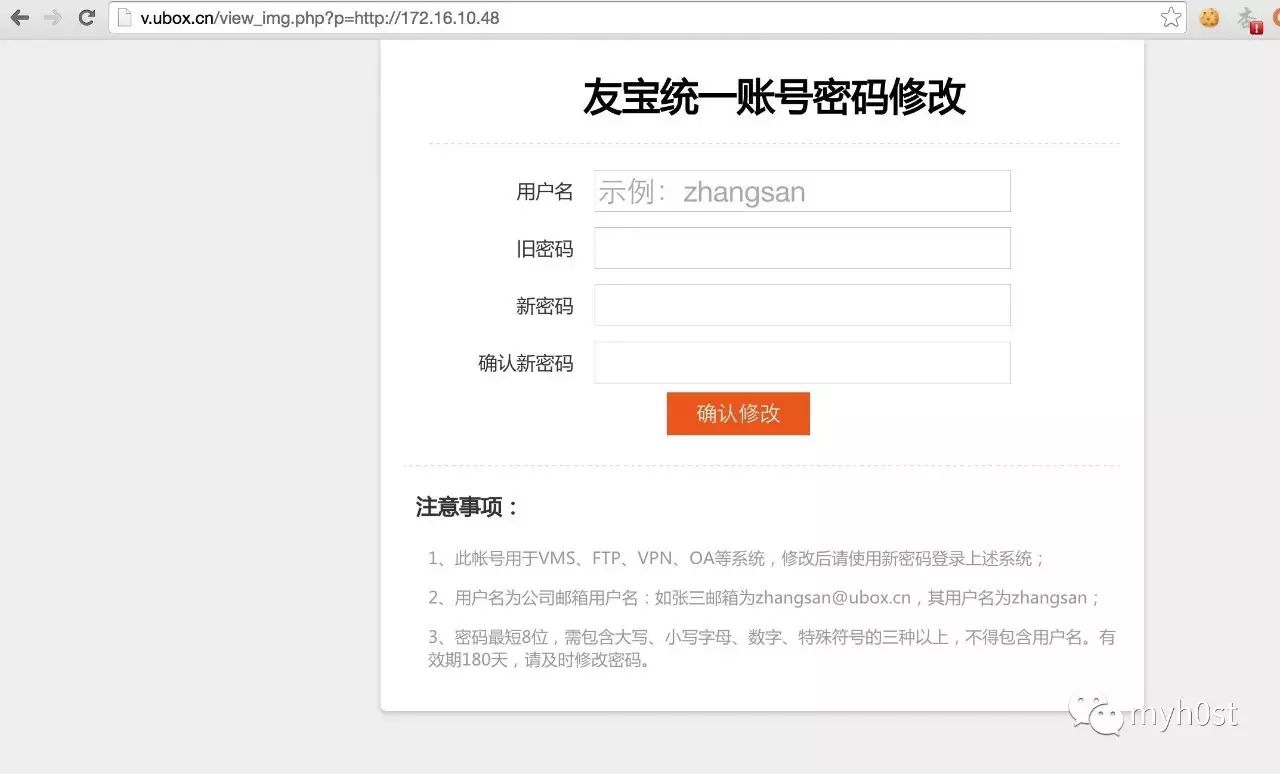 v.ubox.cn/view_img.php?p=http://172.16.10.48
友宝统一账号密码修改
用户名 示例：zhangsan
旧密码
新密码
确认新密码
确认修改
注意事项：
1、此帐号用于VMS、FTP、VPN、OA等系统，修改后请使用新密码登录上述系统；
2、用户名为公司邮箱用户名：如张三邮箱为zhangsan@ubox.cn，其用户名为zhangsan；
3、密码最短8位，需包含大写、小写字母、数字、特殊符号的三种以上，不得包含用户名。有
效期180天，请及时修改密码。
myh0st